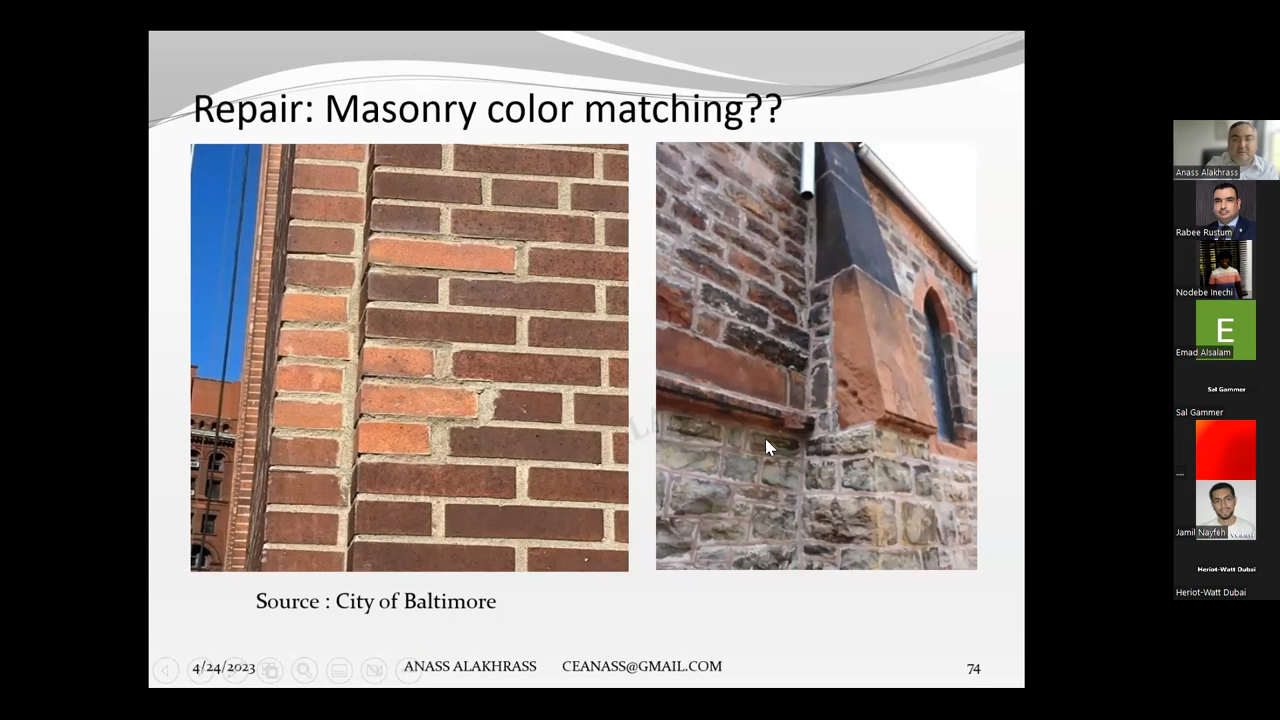 Repair: Masonry color matching??
Source : City of Baltimore
4/24/2023
ANASS ALAKHRASS
CEANASS@GMAIL.COM
74
Anass Alakhrass
Rabee Rustum
Nodebe Inechi
E
Emad Alsalam
Sal Gammer
Sal Gammer
....
Jamil Nayfeh
Heriot-Watt Dubai
Heriot-Watt Dubai